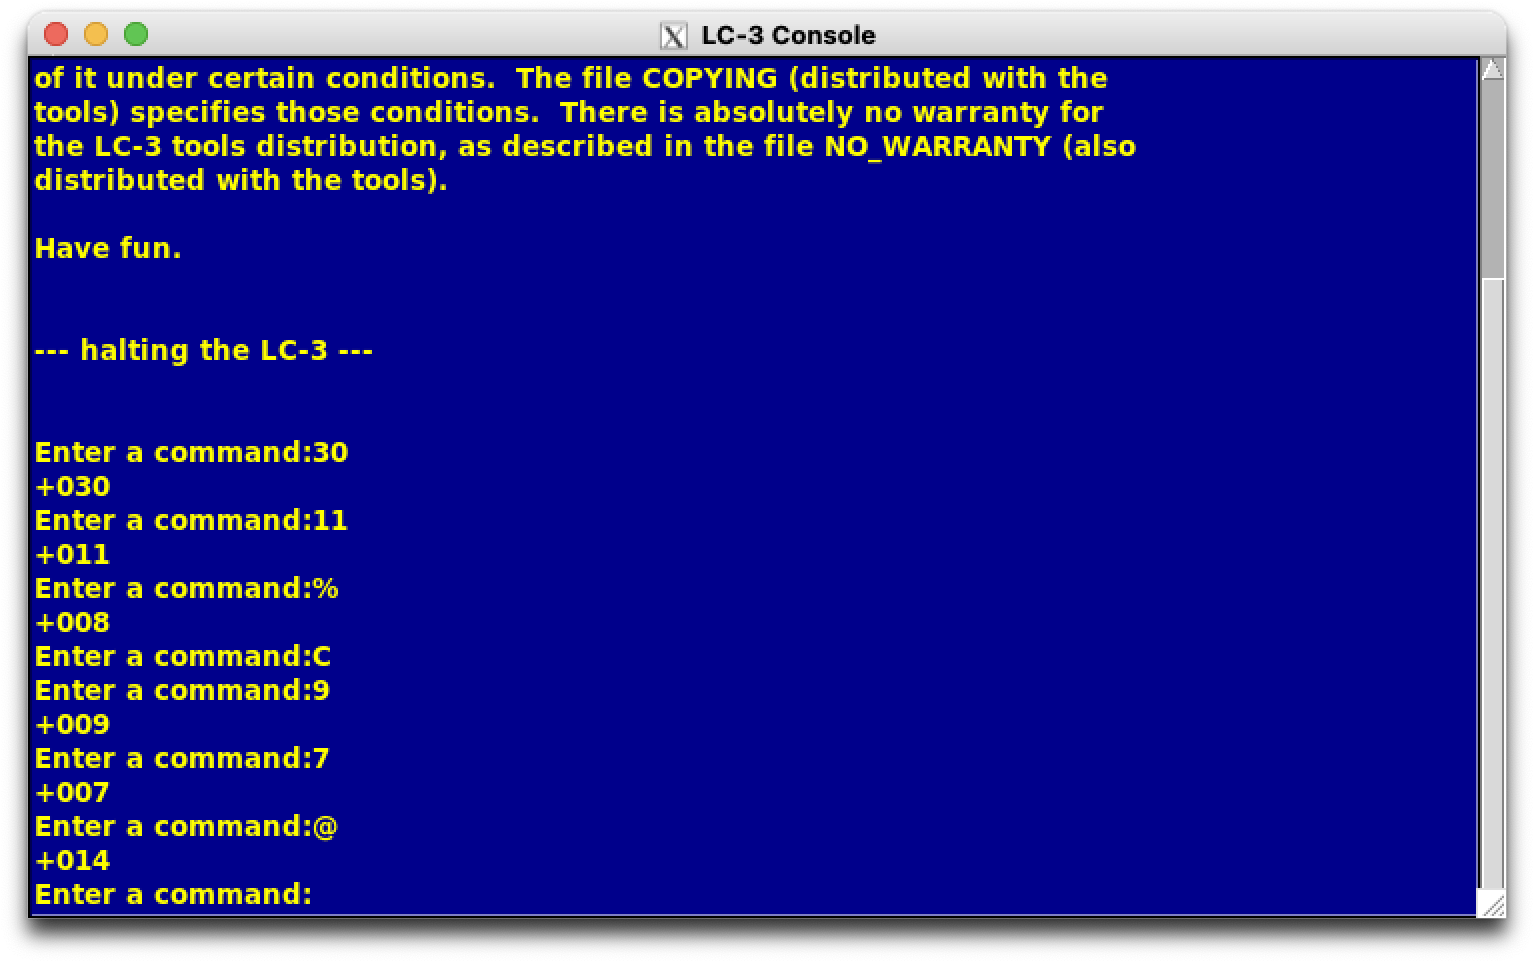 LC-3 Console
of it under certain conditions.  The file COPYING (distributed with the
tools) specifies those conditions.  There is absolutely no warranty for
the LC-3 tools distribution, as described in the file NO_WARRANTY (also
distributed with the tools).
Have fun.
--- halting the LC-3 ---
Enter a command:30
+030
Enter a command:11
+011
Enter a command:%
+008
Enter a command:C
Enter a command:9
+009
Enter a command:7
+007
Enter a command:@
+014
Enter a command: